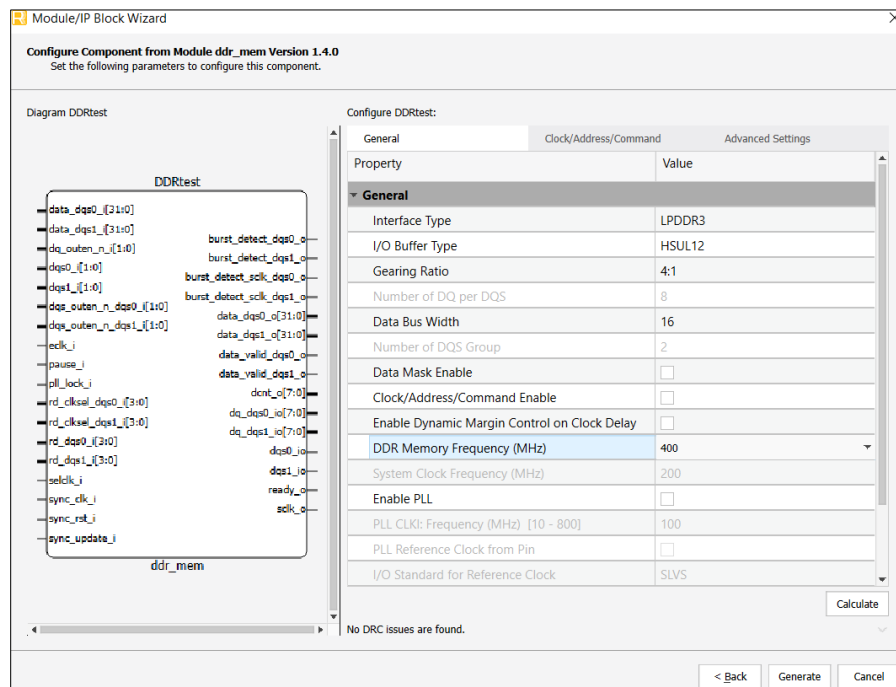 Module/IP Block Wizard
Configure Component from Module ddr_mem Version 1.4.0
Set the following parameters to configure this component.
Diagram DDRtest
DDRtest
data_dqs0_i[31:0]
data_dqs1_i[31:0]
dq_outen_n_i[1:0]
dqs0_i[1:0]
dqs1_i[1:0]
dqs_outen_n_dqs0_i[1:0]
dqs_outen_n_dqs1_i[1:0]
eclk_i
pause_i
pll_lock_i
rd_clksel_dqs0_i[3:0]
rd_clksel_dqs1_i[3:0]
rd_dqs0_i[3:0]
rd_dqs1_i[3:0]
selclk_i
sync_clk_i
sync_rst_i
sync_update_i
burst_detect_dqs0_o
burst_detect_dqs1_o
burst_detect_sclk_dqs0_o
burst_detect_sclk_dqs1_o
data_dqs0_o[31:0]
data_dqs1_o[31:0]
data_valid_dqs0_o
data_valid_dqs1_o
dcnt_o[7:0]
dq_dqs0_io[7:0]
dq_dqs1_io[7:0]
dqs0_io
dqs1_io
ready_o
sclk_o
ddr_mem
Configure DDRtest:
General Clock/Address/Command Advanced Settings
Property Value
General
Interface Type LPDDR3
I/O Buffer Type HSUL12
Gearing Ratio 4:1
Number of DQ per DQS 8
Data Bus Width 16
Number of DQS Group 2
Data Mask Enable
Clock/Address/Command Enable
Enable Dynamic Margin Control on Clock Delay
DDR Memory Frequency (MHz) 400
System Clock Frequency (MHz) 200
Enable PLL
PLL CLKI: Frequency (MHz) [10 - 800] 100
PLL Reference Clock from Pin
I/O Standard for Reference Clock SLVS
Calculate
No DRC issues are found.
< Back Generate Cancel